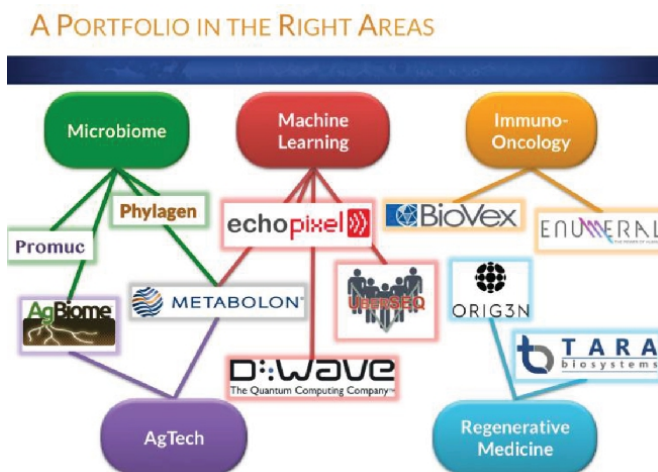 A PORTFOLIO IN THE RIGHT AREAS
Microbiome
Machine
Learning
Immuno-
Oncology
Phylagen
echopixel
BioVex
ENUMERAL
Promuc
AgBiome
METABOLON
UserSEQ
ORIG3N
TARA
biosystems
D:Wave
The Quantum Computing Company
AgTech
Regenerative
Medicine